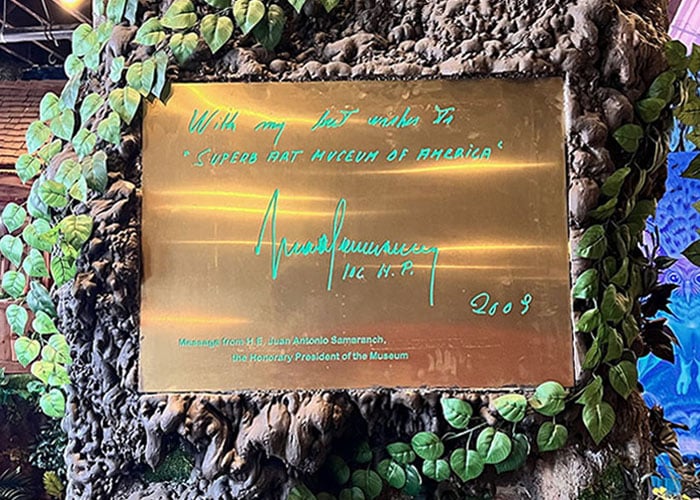 With my best wishes to
"SUPERB ART MUSEUM OF AMERICA"
IOC H.P.
2009
Message from H.E. Juan Antonio Samaranch,
the Honorary President of the Museum